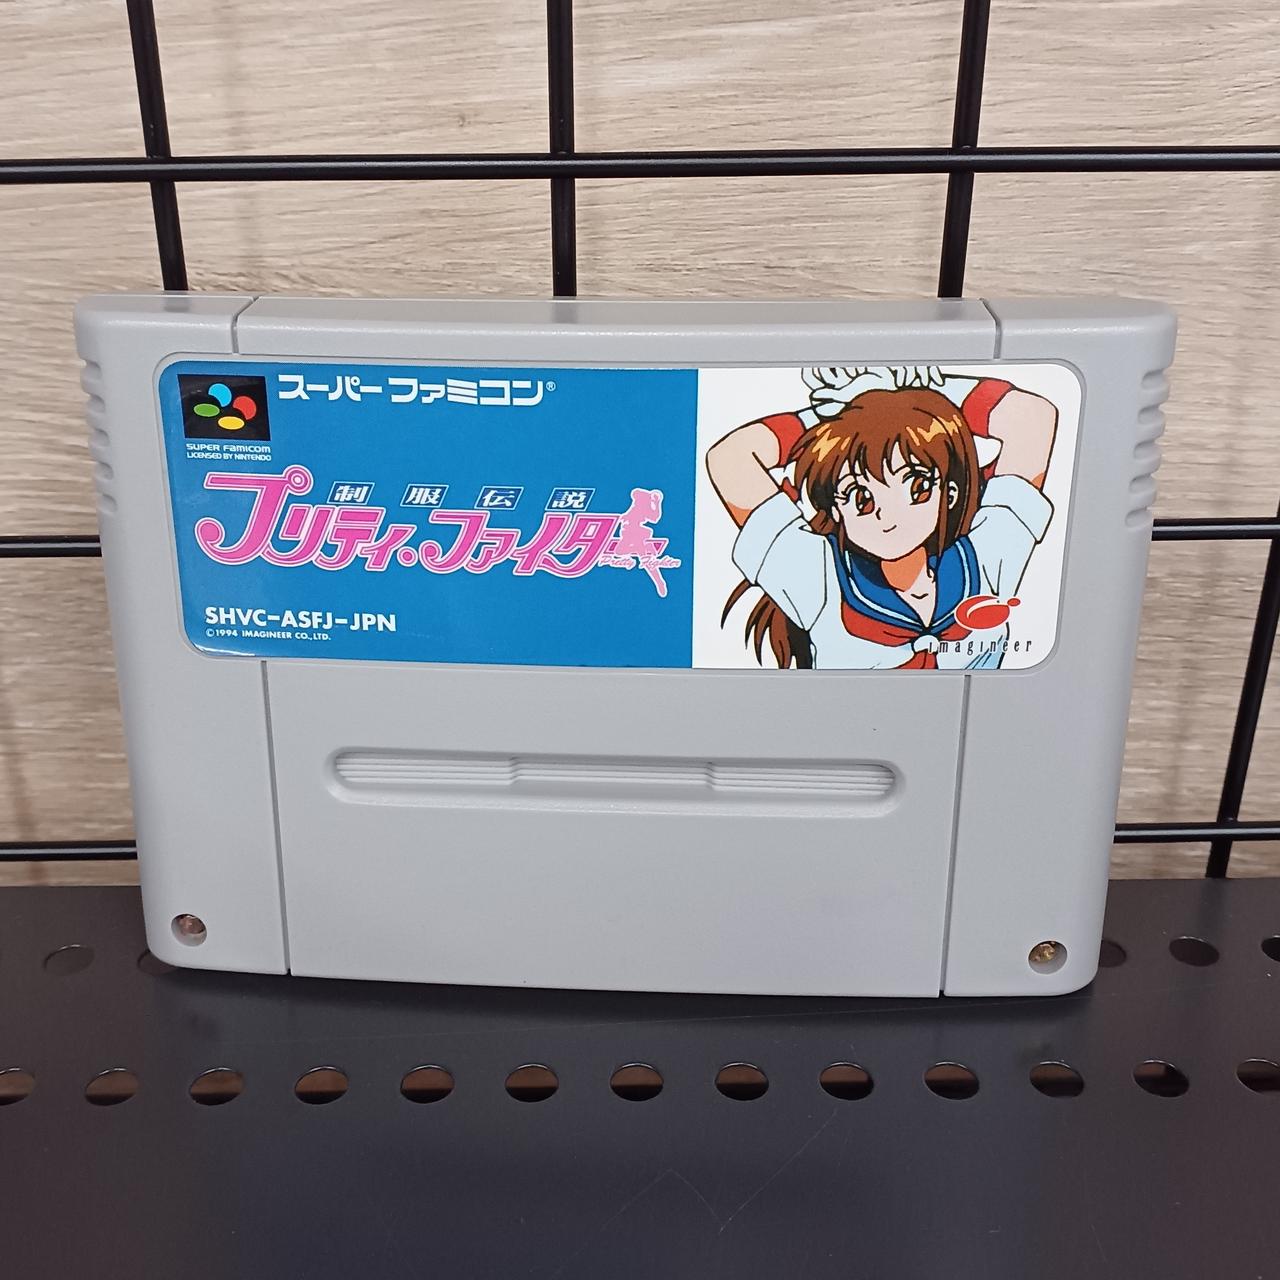 スーパーファミコン®
SUPER FAMICOM
LICENSED BY NINTENDO
制服伝説
プリティ・ファイター
Pretty Fighter
SHVC-ASFJ-JPN
©1994 IMAGINEER CO., LTD.
imagineer